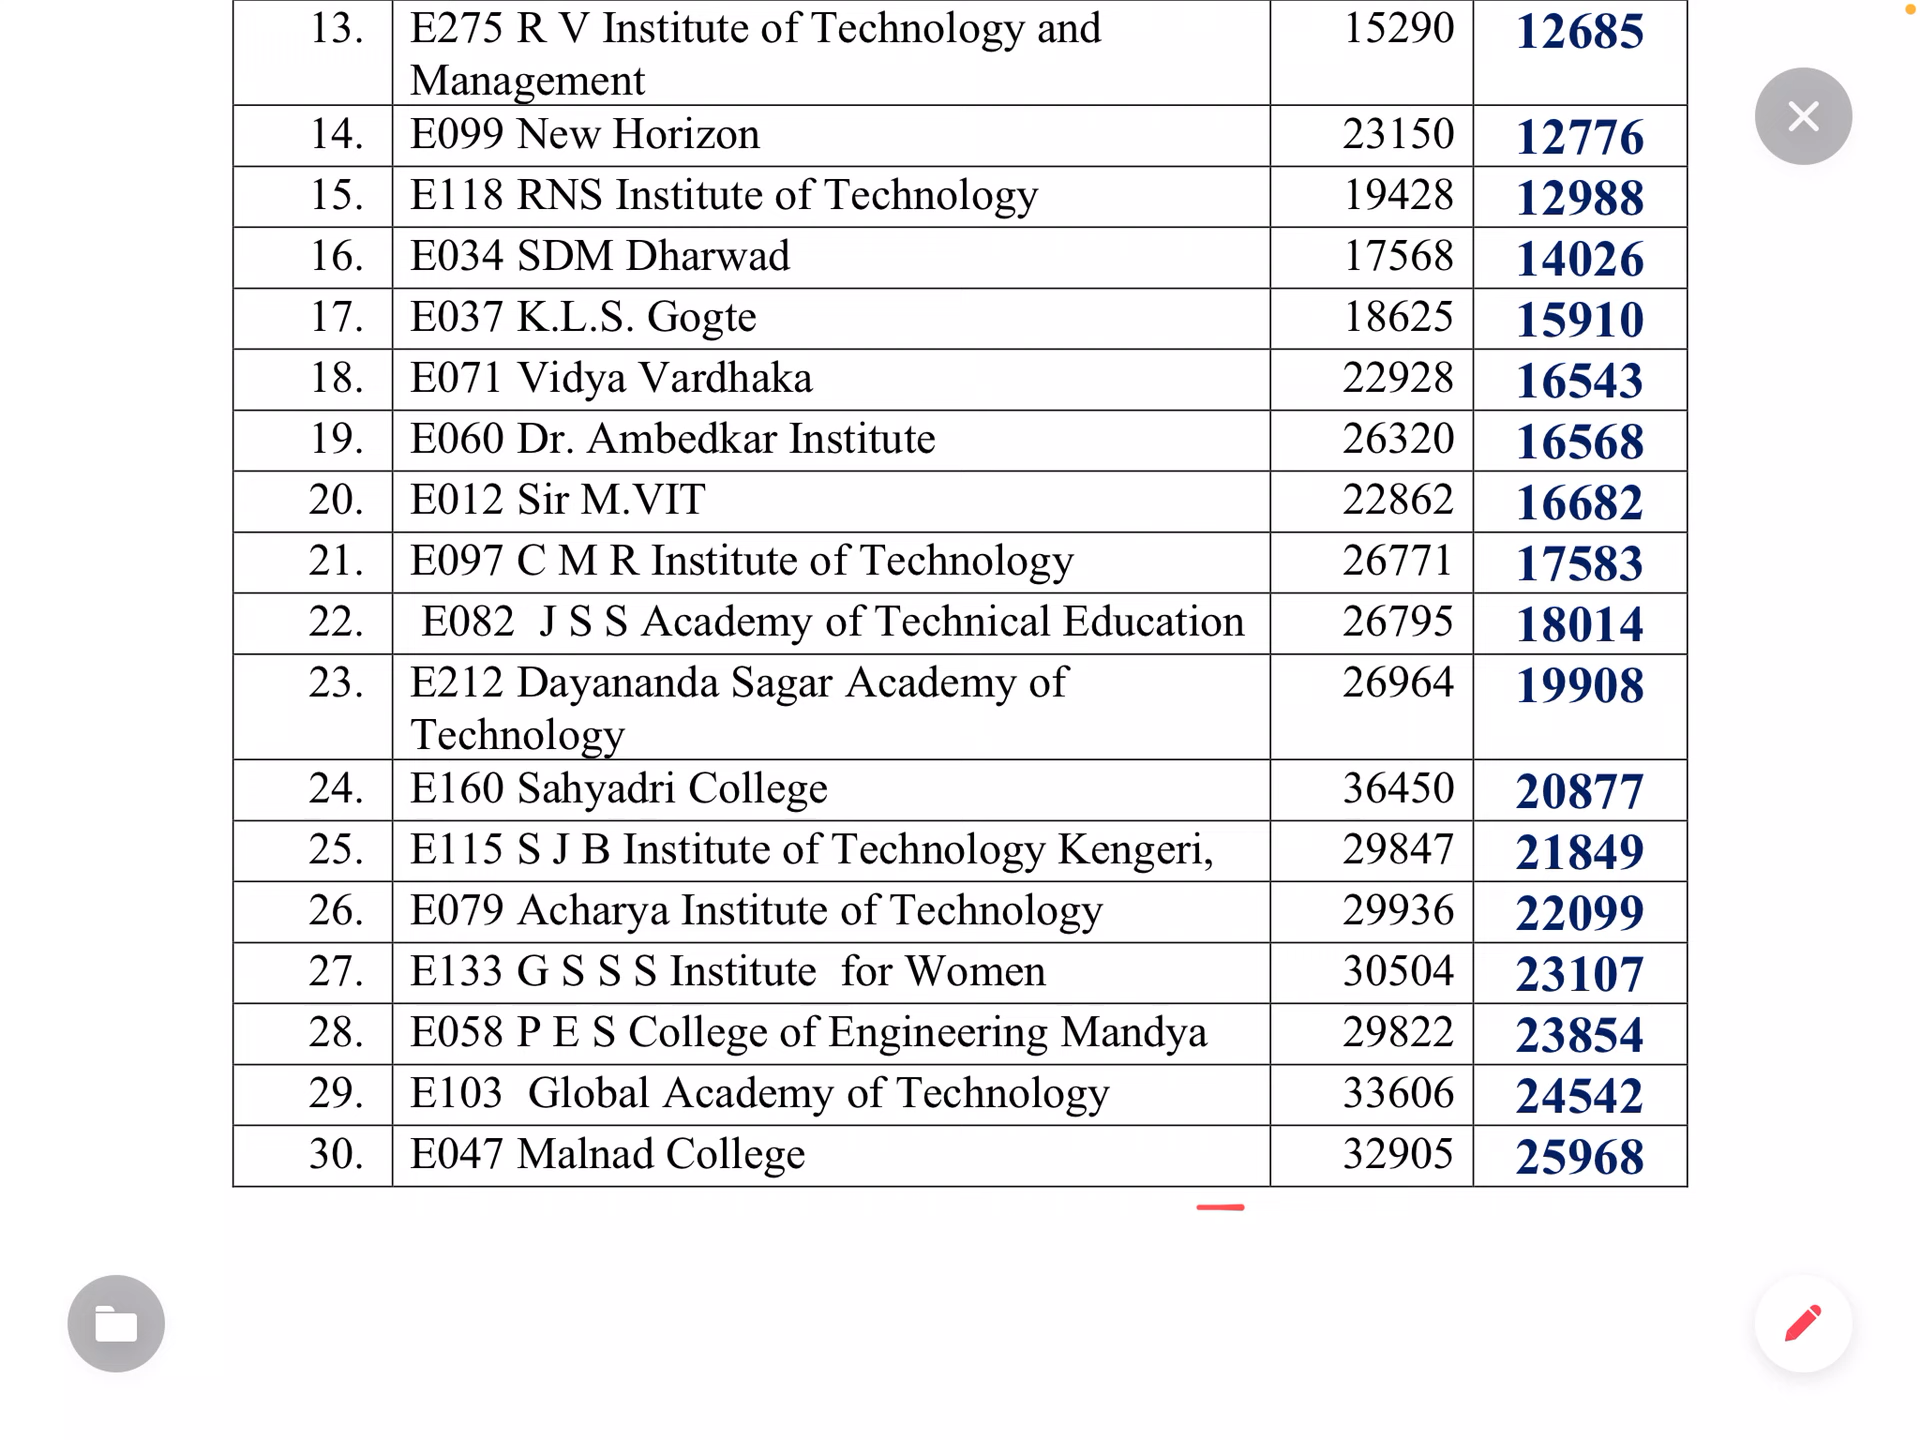 13. E275 R V Institute of Technology and 15290 12685
Management
14. E099 New Horizon 23150 12776
15. E118 RNS Institute of Technology 19428 12988
16. E034 SDM Dharwad 17568 14026
17. E037 K.L.S. Gogte 18625 15910
18. E071 Vidya Vardhaka 22928 16543
19. E060 Dr. Ambedkar Institute 26320 16568
20. E012 Sir M.VIT 22862 16682
21. E097 C M R Institute of Technology 26771 17583
22. E082 J S S Academy of Technical Education 26795 18014
23. E212 Dayananda Sagar Academy of 26964 19908
Technology
24. E160 Sahyadri College 36450 20877
25. E115 S J B Institute of Technology Kengeri, 29847 21849
26. E079 Acharya Institute of Technology 29936 22099
27. E133 G S S S Institute for Women 30504 23107
28. E058 P E S College of Engineering Mandya 29822 23854
29. E103 Global Academy of Technology 33606 24542
30. E047 Malnad College 32905 25968